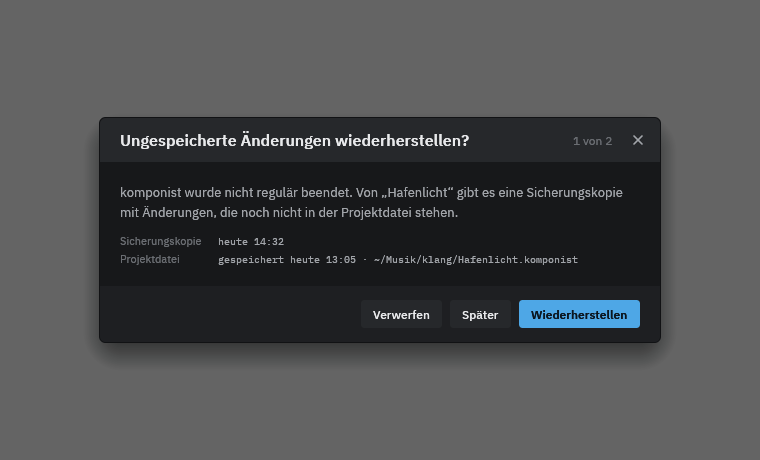 Ungespeicherte Änderungen wiederherstellen? 1 von 2 ✕
komponist wurde nicht regulär beendet. Von „Hafenlicht“ gibt es eine Sicherungskopie
mit Änderungen, die noch nicht in der Projektdatei stehen.
Sicherungskopie heute 14:32
Projektdatei gespeichert heute 13:05 · ~/Musik/klang/Hafenlicht.komponist
Verwerfen Später Wiederherstellen